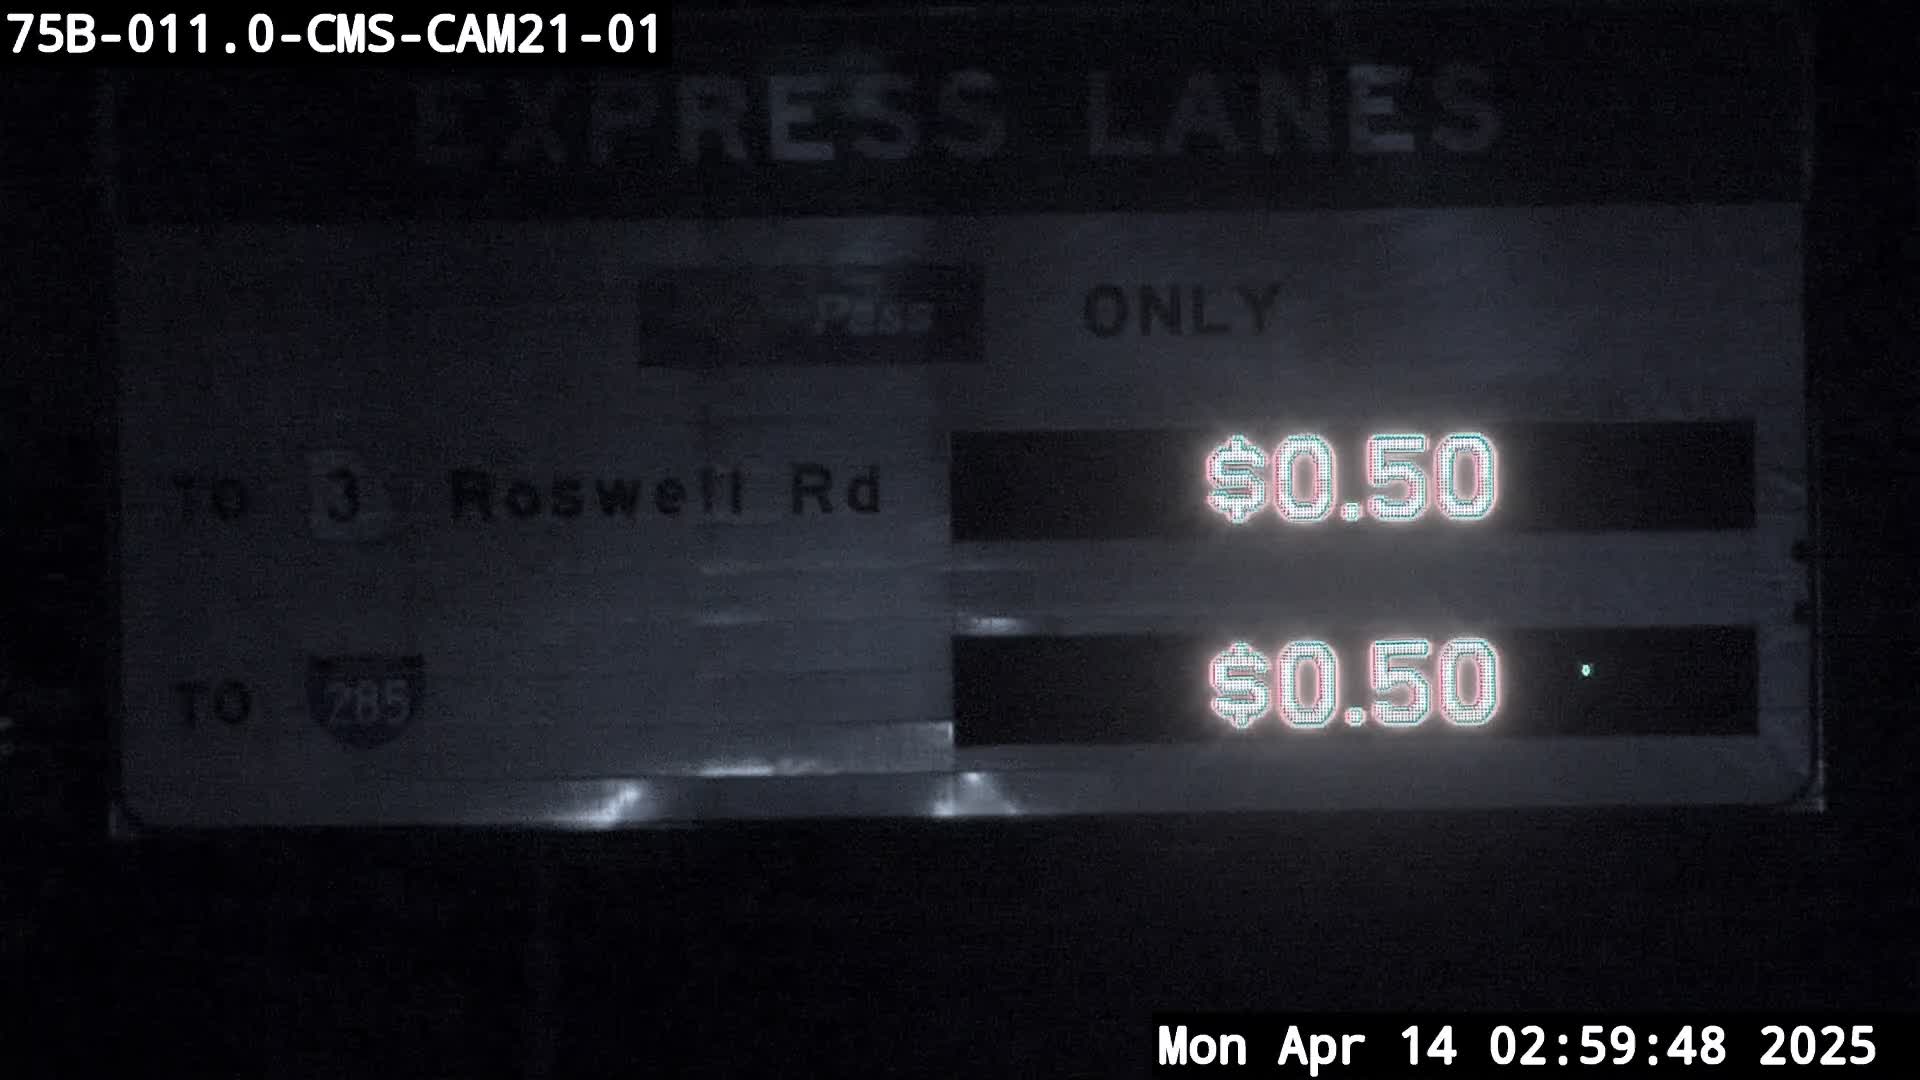 75B-011.0-CMS-CAM21-01
EXPRESS LANES
Pass ONLY
TO 3 Roswell Rd $0.50
TO 285 $0.50
Mon Apr 14 02:59:48 2025